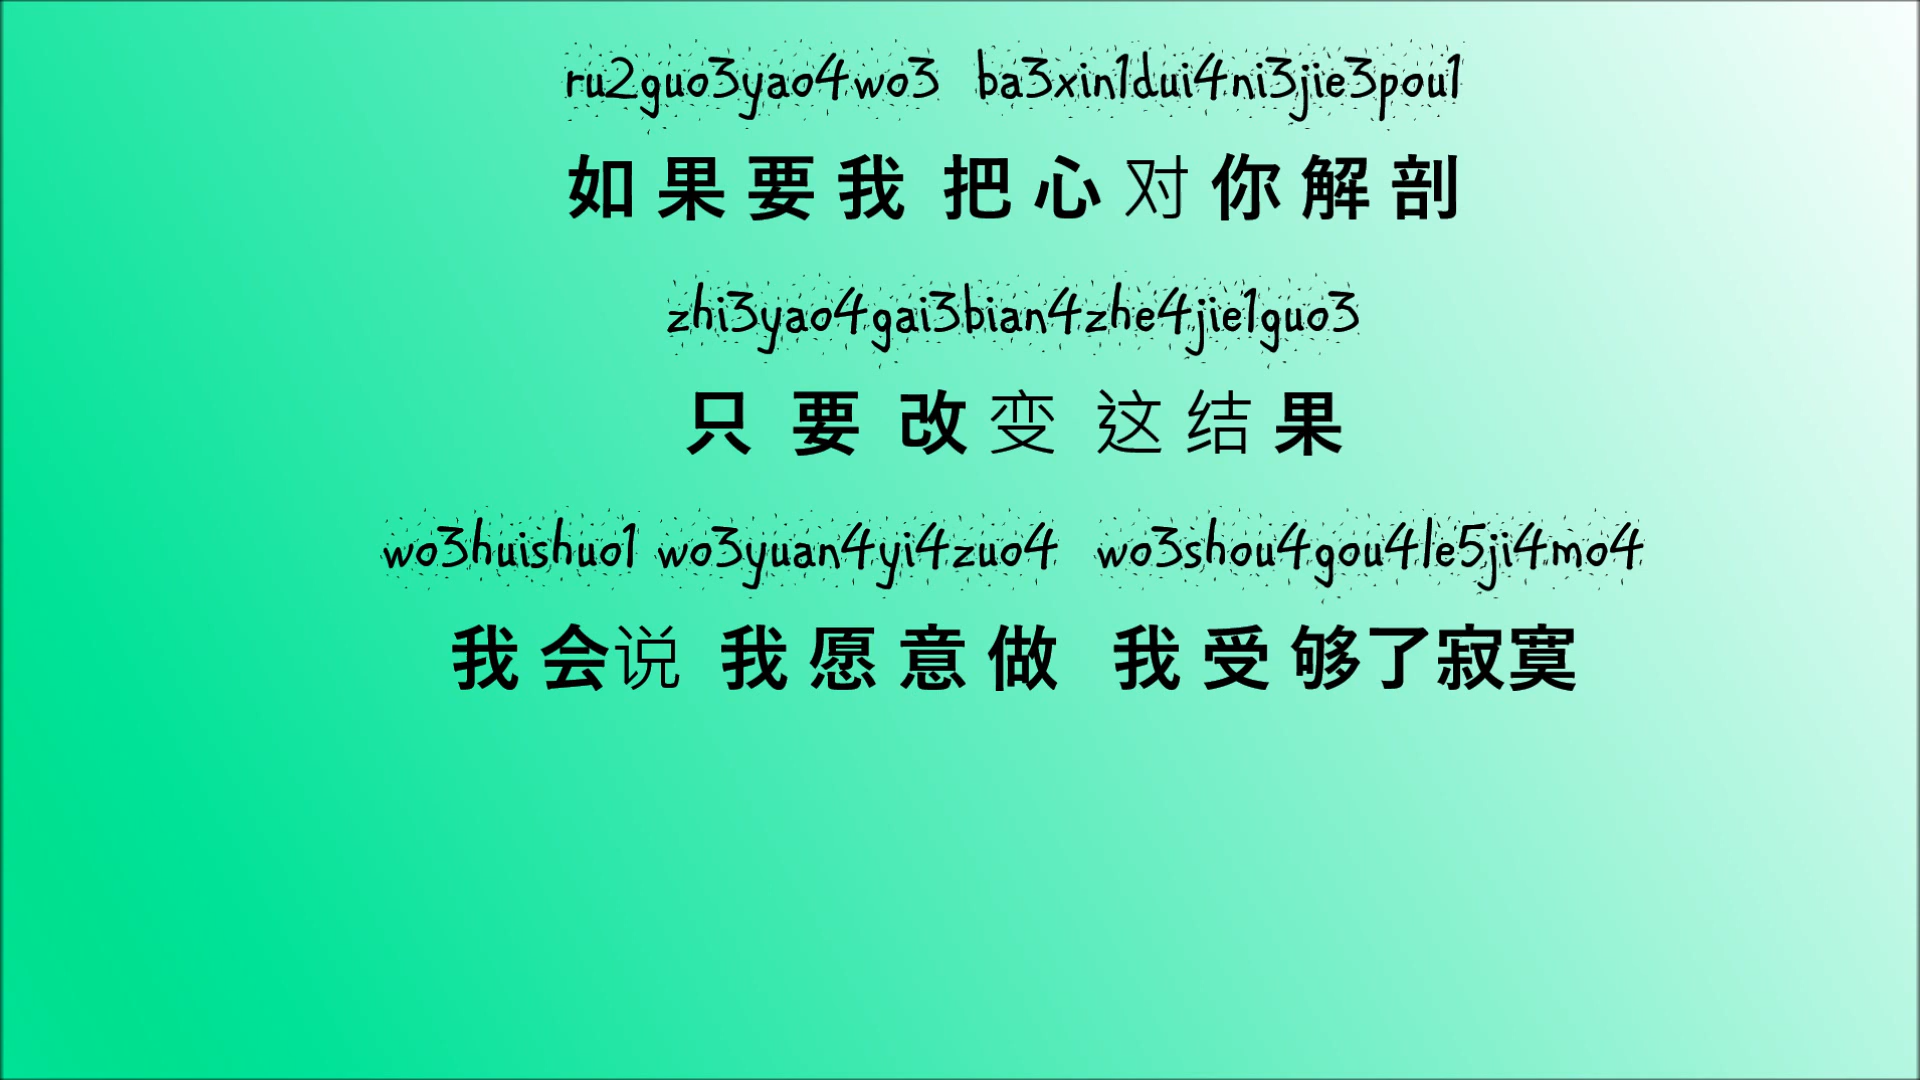 ru2guo3yao4wo3 ba3xin1dui4ni3jie3pou1
如果要我 把心对你解剖
zhi3yao4gai3bian4zhe4jie1guo3
只 要 改变 这结果
wo3huishuo1 wo3yuan4yi4zuo4 wo3shou4gou4le5ji4mo4
我会说 我愿意做 我受够了寂寞